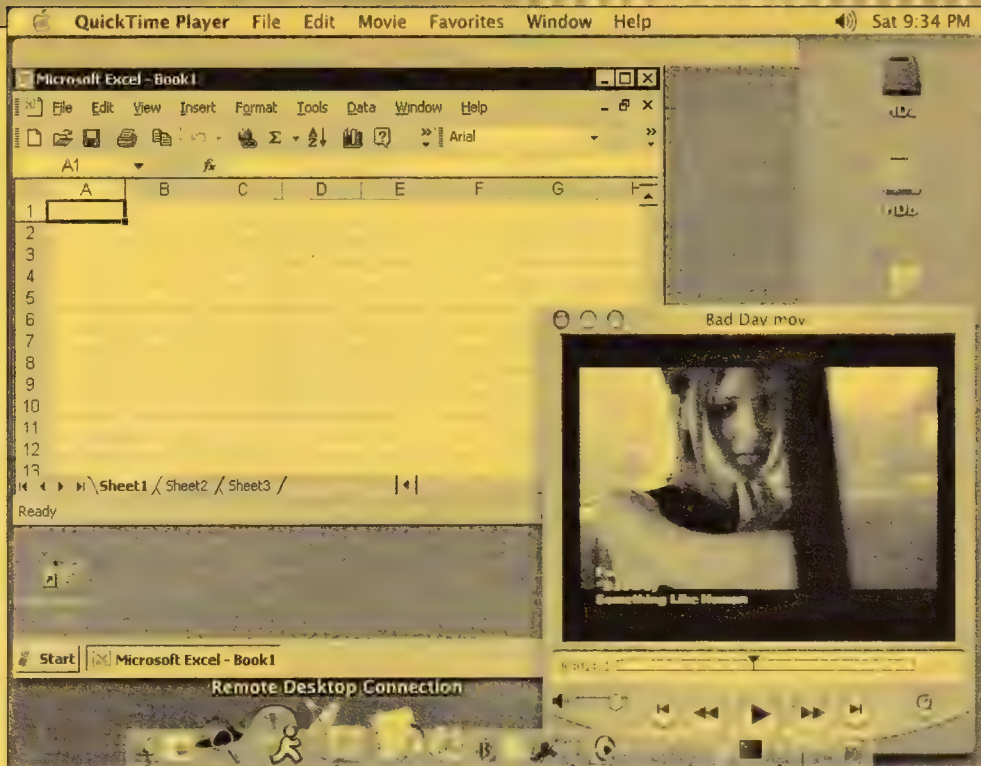 QuickTime Player File Edit Movie Favorites Window Help Sat 9:34 PM
Microsoft Excel - Book1
File Edit View Insert Format Tools Data Window Help
Σ Arial
A1 fx
A B C D E F G H
1
2
3
4
5
6
7
8
9
10
11
12
13
Sheet1 / Sheet2 / Sheet3 /
Ready
Bad Day mov
Something Like Human
Start Microsoft Excel - Book1
Remote Desktop Connection